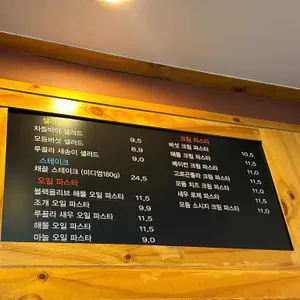 샐러드
차돌박이 샐러드
모듬버섯 샐러드 9,5
루꼴라 새송이 샐러드 8,9
스테이크 9,0
채끝 스테이크 (미디엄180g)
오일 파스타 24,5
블랙올리브 해물 오일 파스타
조개 오일 파스타 11,5
루꼴라 새우 오일 파스타 9,9
해물 오일 파스타 11,5
마늘 오일 파스타 11,5
9,0
크림 파스타
버섯 크림 파스타
해물 크림 파스타 10,5
베이컨 크림 파스타 11,5
고르곤졸라 크림 파스타 11,0
모듬 치즈 크림 파스타 11,5
새우 로제 파스타 11,0
모듬 소시지 크림 파스타 11,5
11,0